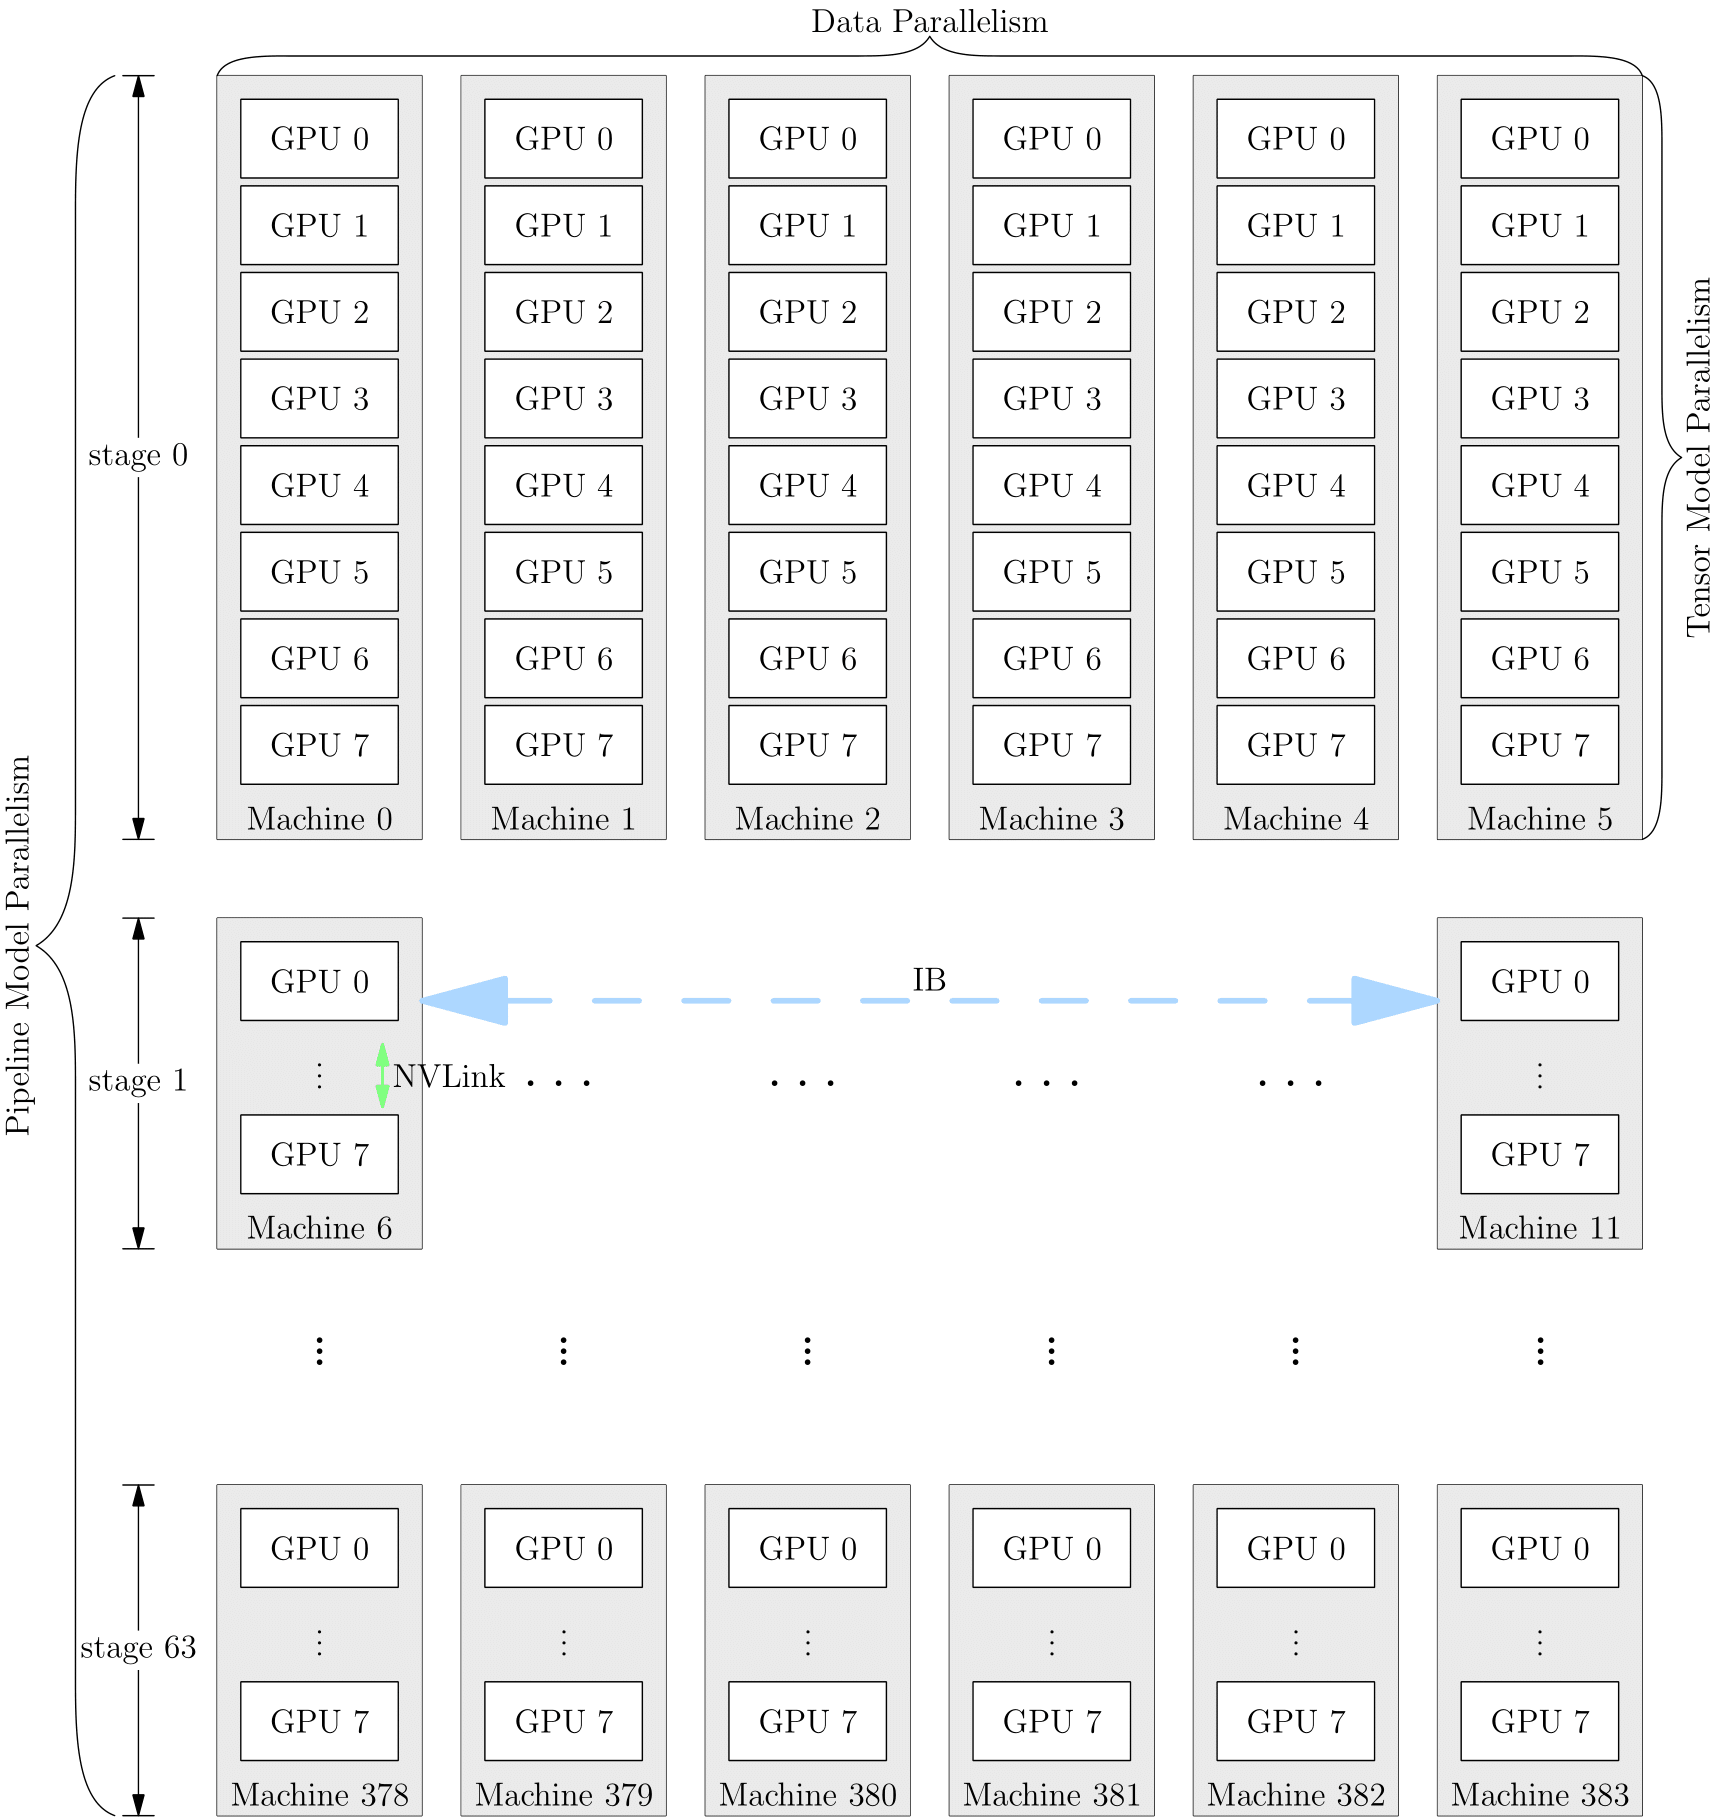 Data Parallelism
GPU 0 GPU 0 GPU 0 GPU 0 GPU 0 GPU 0
GPU 1 GPU 1 GPU 1 GPU 1 GPU 1 GPU 1
GPU 2 GPU 2 GPU 2 GPU 2 GPU 2 GPU 2
GPU 3 GPU 3 GPU 3 GPU 3 GPU 3 GPU 3
stage 0
GPU 4 GPU 4 GPU 4 GPU 4 GPU 4 GPU 4
Tensor Model Parallelism
GPU 5 GPU 5 GPU 5 GPU 5 GPU 5 GPU 5
GPU 6 GPU 6 GPU 6 GPU 6 GPU 6 GPU 6
GPU 7 GPU 7 GPU 7 GPU 7 GPU 7 GPU 7
Machine 0 Machine 1 Machine 2 Machine 3 Machine 4 Machine 5
Pipeline Model Parallelism
GPU 0 IB GPU 0
stage 1 ⋮ NVLink . . . . . . . . . . . . ⋮
GPU 7 GPU 7
Machine 6 Machine 11
⋮ ⋮ ⋮ ⋮ ⋮ ⋮
GPU 0 GPU 0 GPU 0 GPU 0 GPU 0 GPU 0
stage 63 ⋮ ⋮ ⋮ ⋮ ⋮ ⋮
GPU 7 GPU 7 GPU 7 GPU 7 GPU 7 GPU 7
Machine 378 Machine 379 Machine 380 Machine 381 Machine 382 Machine 383